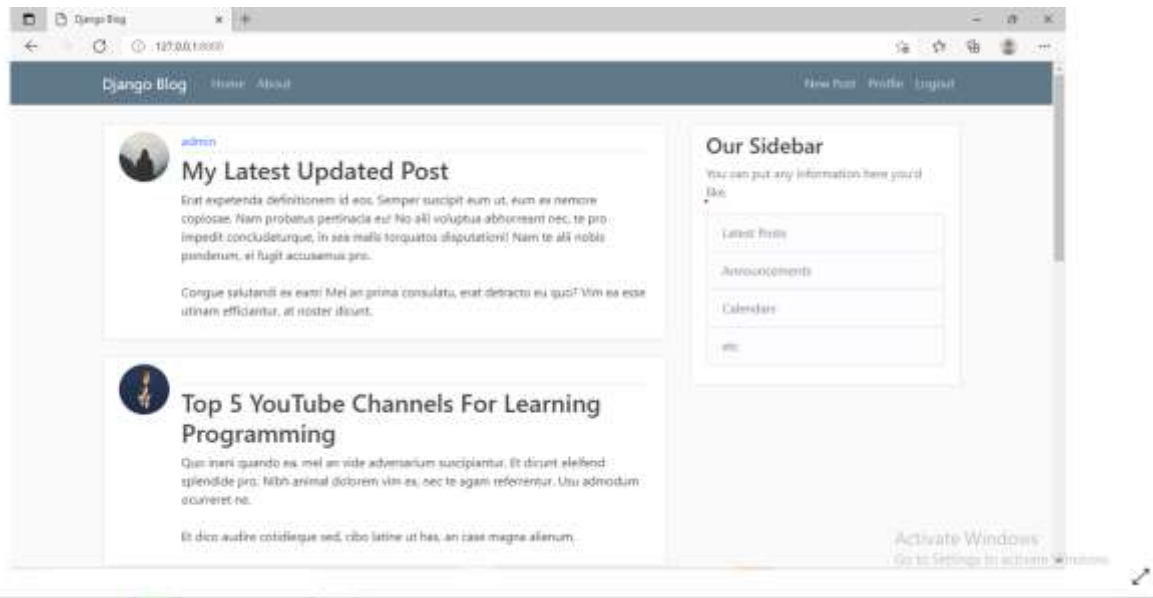 Django Blog
127.0.0.1:8000
Django Blog Home About New Post Profile Logout
admin
My Latest Updated Post
Erat expetenda definitionem id eos. Semper suscipit eum ut, eum ex nemore
copiosae. Nam probatus pertinacia eu! No alii voluptua abhorreant nec, te pro
impedit concludaturque, in sea malis torquatos disputationi! Nam te alii nobis
ponderum, ei fugit accusamus pro.
Congue salutandi ex eam! Mei an prima consulatu, erat detracto eu quo? Vim ea esse
utinam efficiantur, at noster dicunt.
Top 5 YouTube Channels For Learning
Programming
Quo inani quando ea, mel an vide adversarium suscipiantur. Et dicunt eleifend
splendide pro. Nibh animal dolorem vim ex, nec te agam referrentur. Usu admodum
ocurreret ne.
Et dico audire cotidieque sed, cibo latine ut has, an case magna alienum.
Our Sidebar
You can put any information here you'd
like.
Latest Posts
Announcements
Calendars
etc
Activate Windows
Go to Settings to activate Windows.